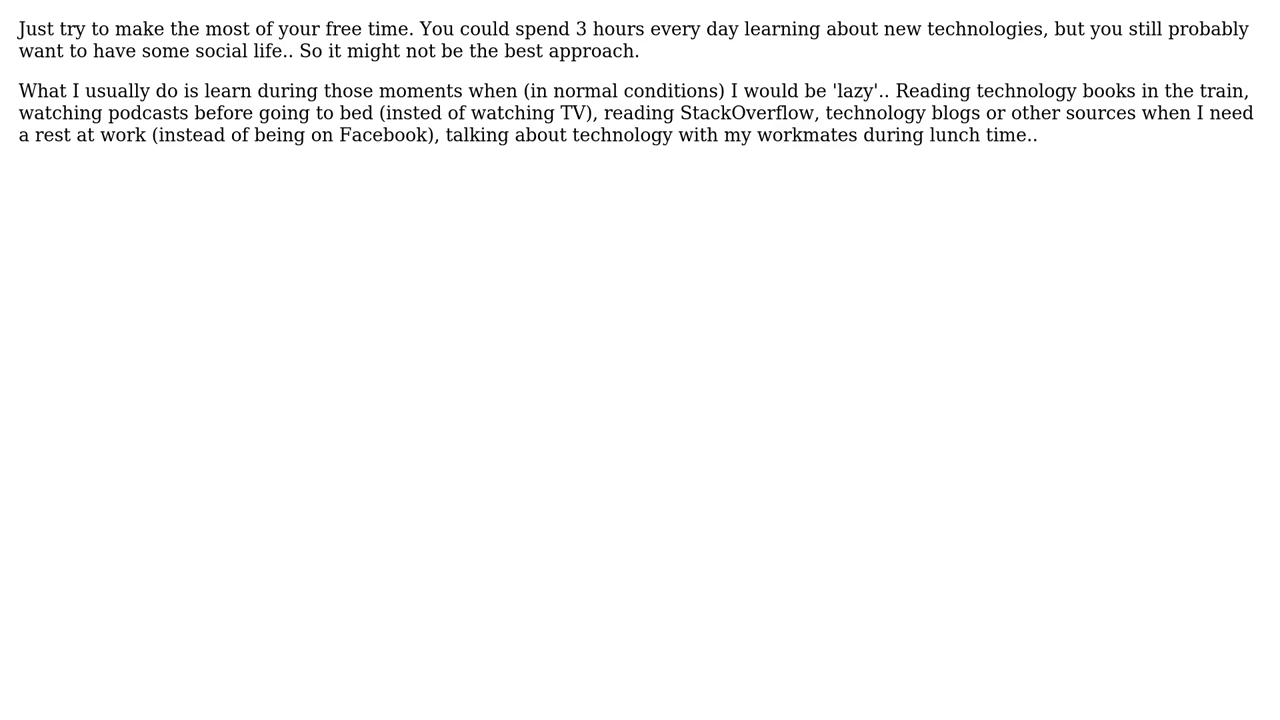 Just try to make the most of your free time. You could spend 3 hours every day learning about new technologies, but you still probably
want to have some social life.. So it might not be the best approach.
What I usually do is learn during those moments when (in normal conditions) I would be 'lazy'.. Reading technology books in the train,
watching podcasts before going to bed (insted of watching TV), reading StackOverflow, technology blogs or other sources when I need
a rest at work (instead of being on Facebook), talking about technology with my workmates during lunch time..